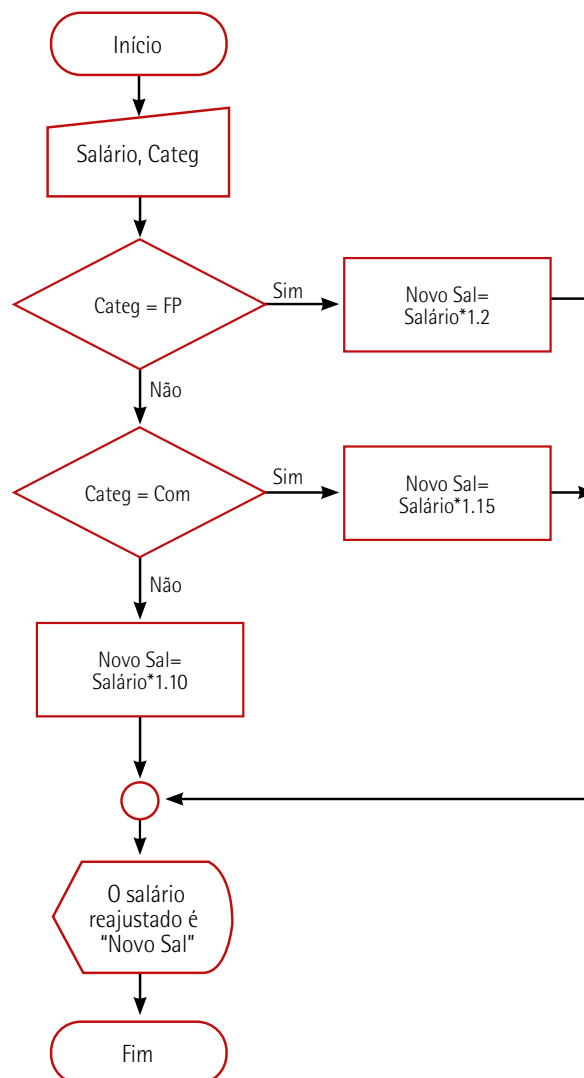 Início
Salário, Categ
Categ = FP
Sim
Novo Sal=
Salário*1.2
Não
Categ = Com
Sim
Novo Sal=
Salário*1.15
Não
Novo Sal=
Salário*1.10
O salário
reajustado é
“Novo Sal”
Fim